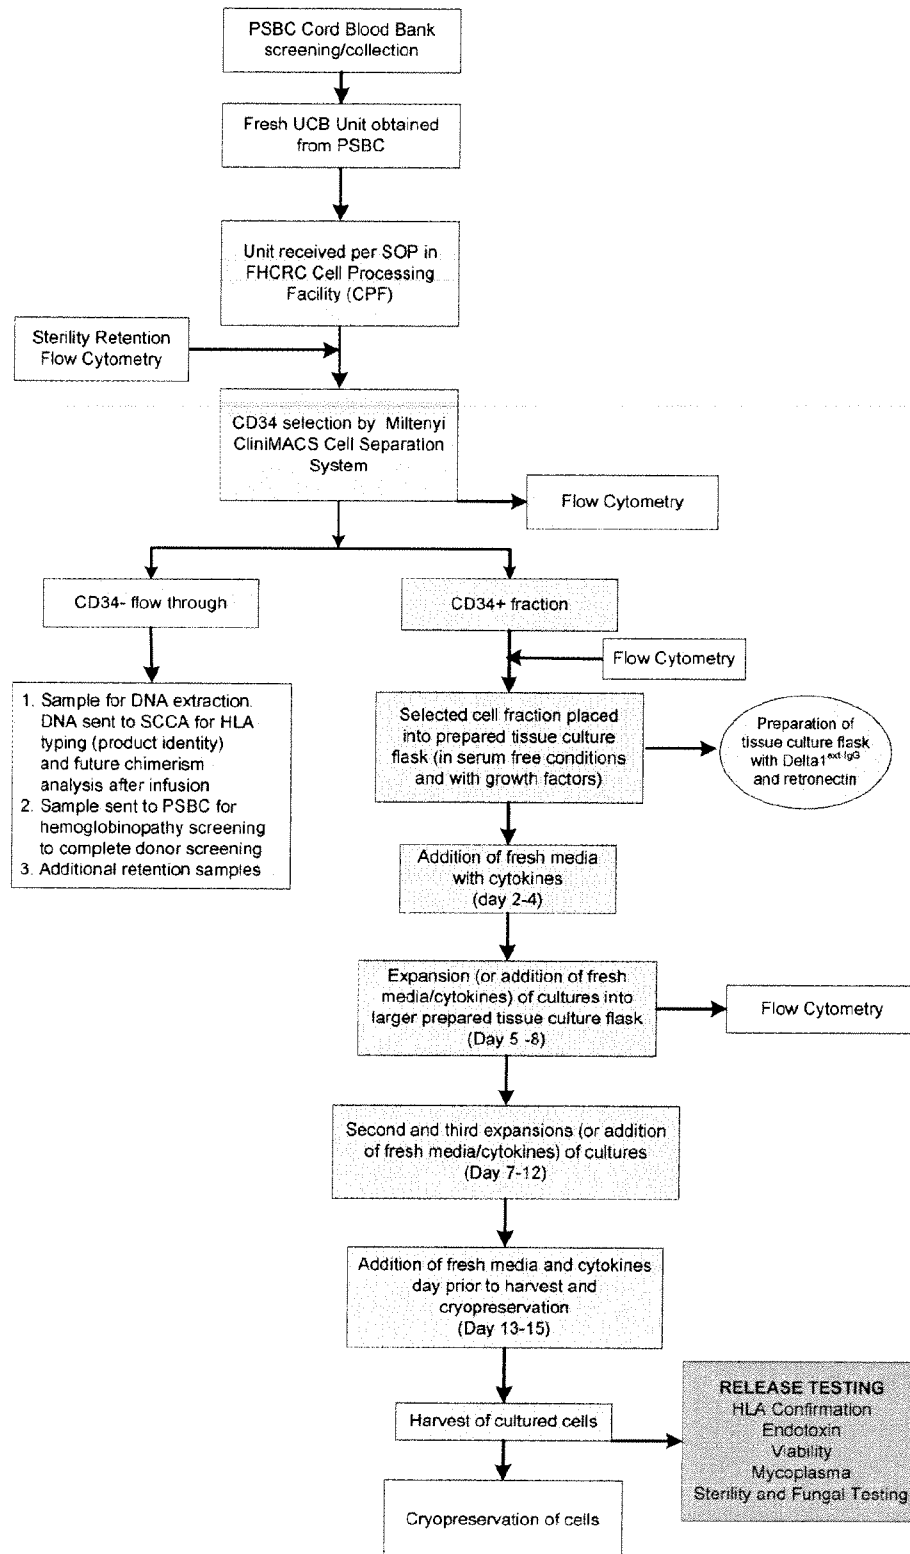 PSBC Cord Blood Bank
screening/collection
Fresh UCB Unit obtained
from PSBC
Unit received per SOP in
FHCRC Cell Processing
Facility (CPF)
Sterility Retention
Flow Cytometry
CD34 selection by Miltenyi
CliniMACS Cell Separation
System
Flow Cytometry
CD34- flow through
CD34+ fraction
Flow Cytometry
1. Sample for DNA extraction.
DNA sent to SCCA for HLA
typing (product identity)
and future chimerism
analysis after infusion
2. Sample sent to PSBC for
hemoglobinopathy screening
to complete donor screening
3. Additional retention samples
Selected cell fraction placed
into prepared tissue culture
flask (in serum free conditions
and with growth factors)
Preparation of
tissue culture flask
with Delta1ext-IgG
and retronectin
Addition of fresh media
with cytokines
(day 2-4)
Expansion (or addition of fresh
media/cytokines) of cultures into
larger prepared tissue culture flask
(Day 5 -8)
Flow Cytometry
Second and third expansions (or addition
of fresh media/cytokines) of cultures
(Day 7-12)
Addition of fresh media and cytokines
day prior to harvest and
cryopreservation
(Day 13-15)
Harvest of cultured cells
RELEASE TESTING
HLA Confirmation
Endotoxin
Viability
Mycoplasma
Sterility and Fungal Testing
Cryopreservation of cells